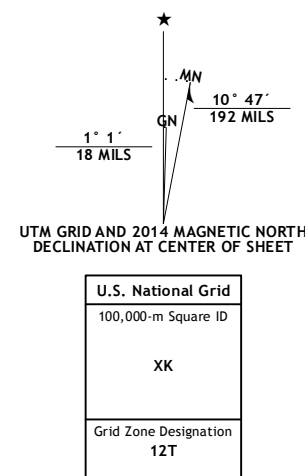 ★
MN
GN
10° 47´
192 MILS
1° 1´
18 MILS
UTM GRID AND 2014 MAGNETIC NORTH
DECLINATION AT CENTER OF SHEET
U.S. National Grid
100,000-m Square ID
XK
Grid Zone Designation
12T